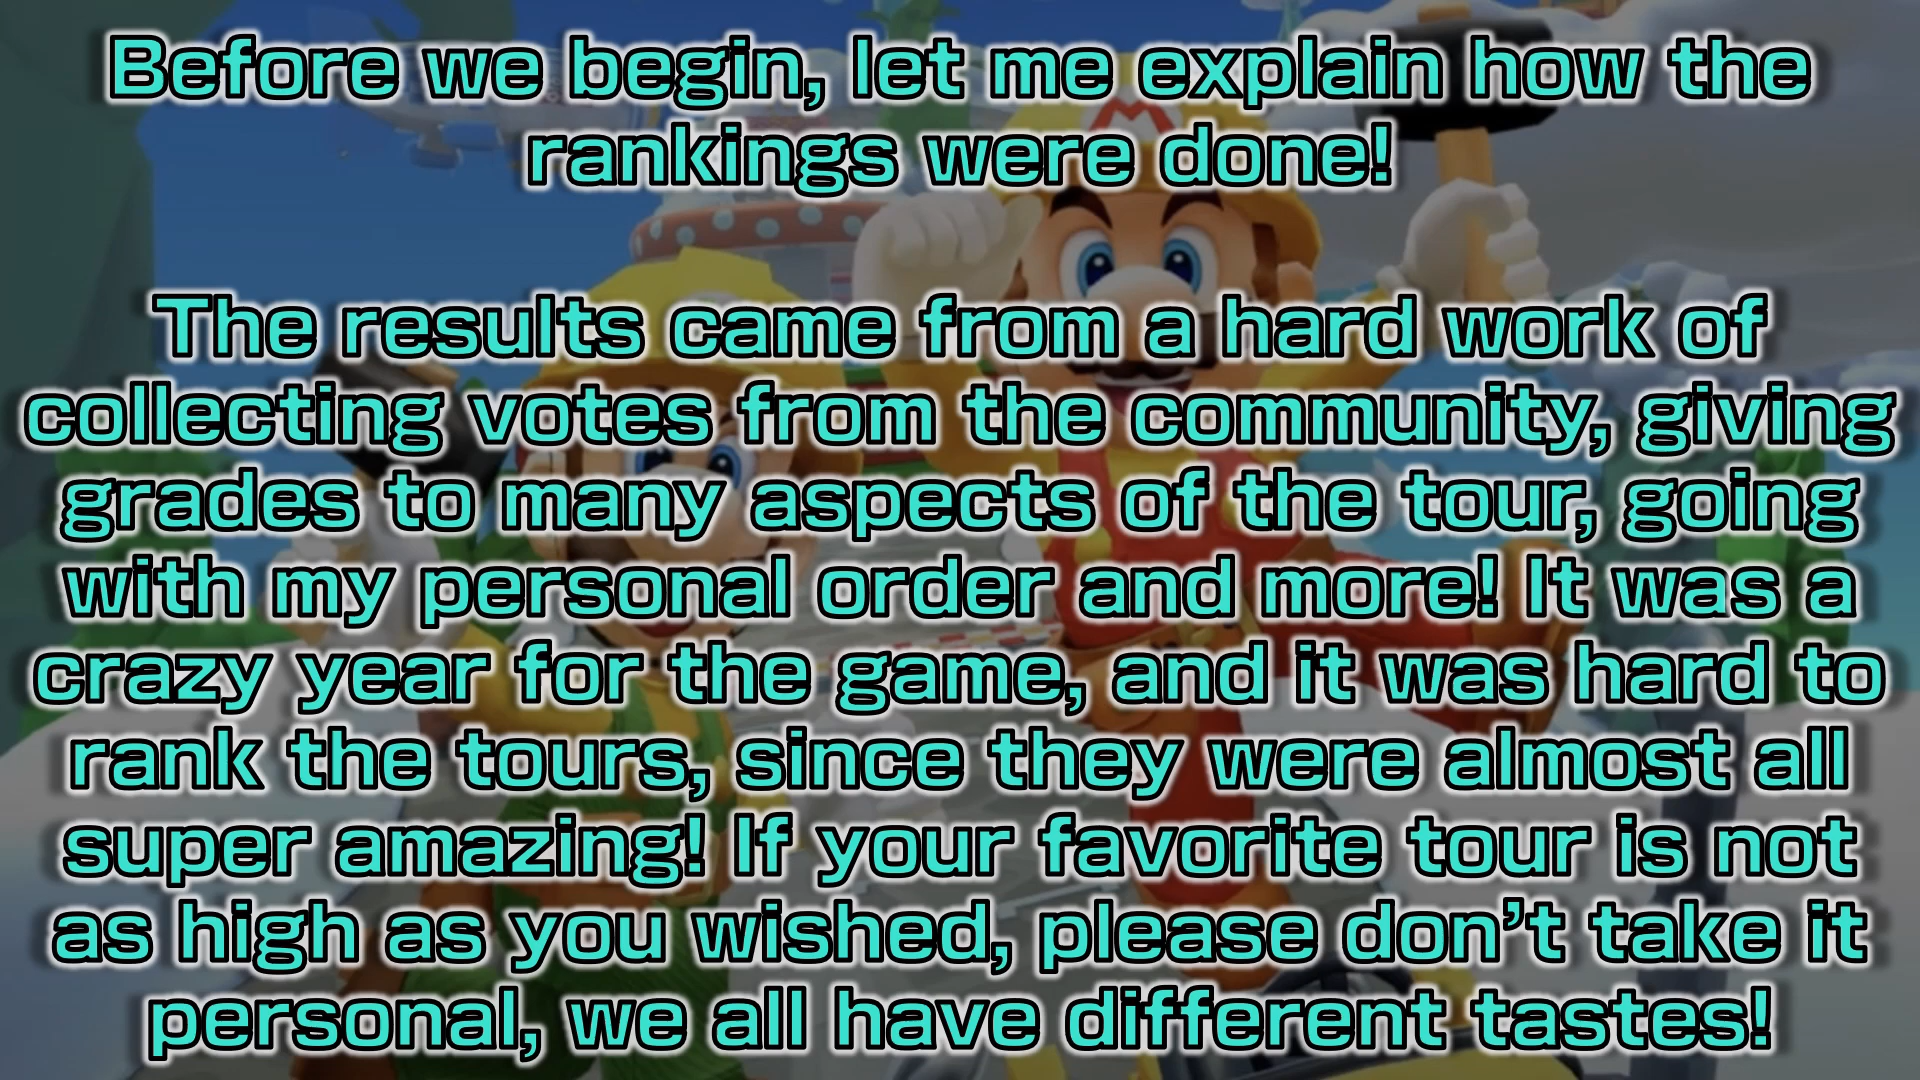 Before we begin, let me explain how the
rankings were done!
The results came from a hard work of
collecting votes from the community, giving
grades to many aspects of the tour, going
with my personal order and more! It was a
crazy year for the game, and it was hard to
rank the tours, since they were almost all
super amazing! If your favorite tour is not
as high as you wished, please don’t take it
personal, we all have different tastes!